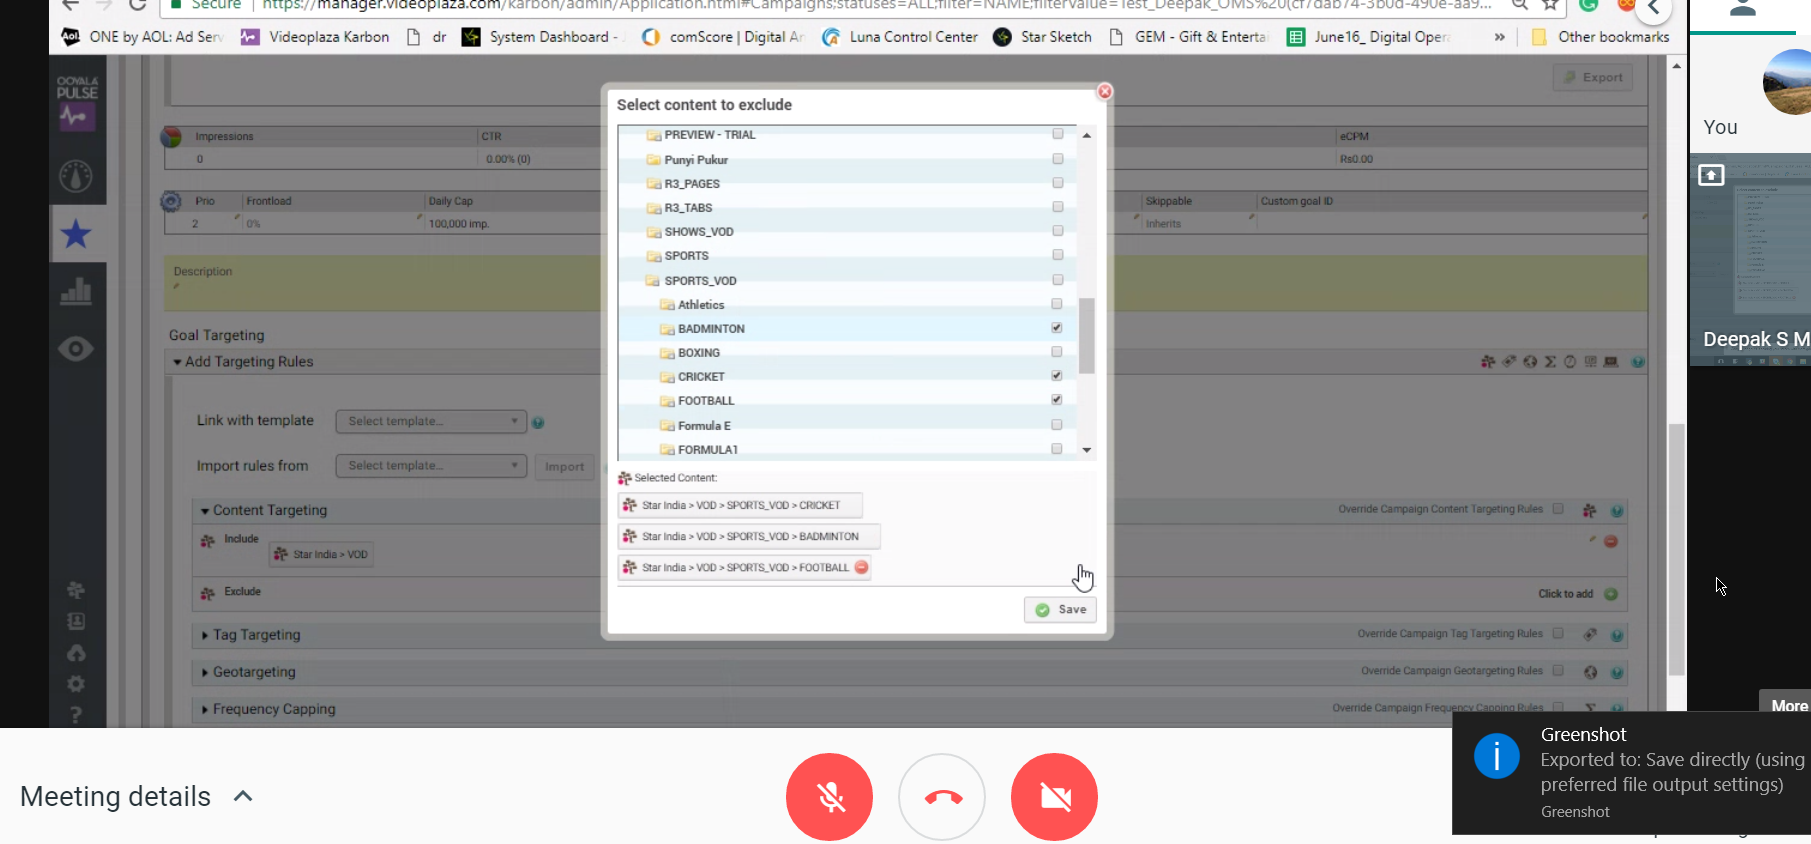 Secure https://manager.videoplaza.com/karbon/admin/Application.html#Campaigns;statuses=ALL;filter=NAME;filterValue=Test_Deepak_OMS%20(cf7dab74-3b0d-490e-aa9...
Aol. ONE by AOL: Ad Serv Videoplaza Karbon dr System Dashboard - comScore | Digital An Luna Control Center Star Sketch GEM - Gift & Enterta June16_ Digital Oper » Other bookmarks
OOYALA
PULSE
Export
Impressions CTR eCPM
0 0.00% (0) Rs0.00
Prio Frontload Daily Cap Skippable Custom goal ID
2 0% 100,000 imp. Inherits
Description
Goal Targeting
Add Targeting Rules
Link with template Select template...
Import rules from Select template... Import
Content Targeting Override Campaign Content Targeting Rules
Include
Star India > VOD
Exclude Click to add
Tag Targeting Override Campaign Tag Targeting Rules
Geotargeting Override Campaign Geotargeting Rules
Frequency Capping Override Campaign Frequency Capping Rules
Select content to exclude
PREVIEW - TRIAL
Punyi Pukur
R3_PAGES
R3_TABS
SHOWS_VOD
SPORTS
SPORTS_VOD
Athletics
BADMINTON
BOXING
CRICKET
FOOTBALL
Formula E
FORMULA1
Selected Content:
Star India > VOD > SPORTS_VOD > CRICKET
Star India > VOD > SPORTS_VOD > BADMINTON
Star India > VOD > SPORTS_VOD > FOOTBALL
Save
You
Deepak S M
More
Meeting details
Greenshot
Exported to: Save directly (using
preferred file output settings)
Greenshot